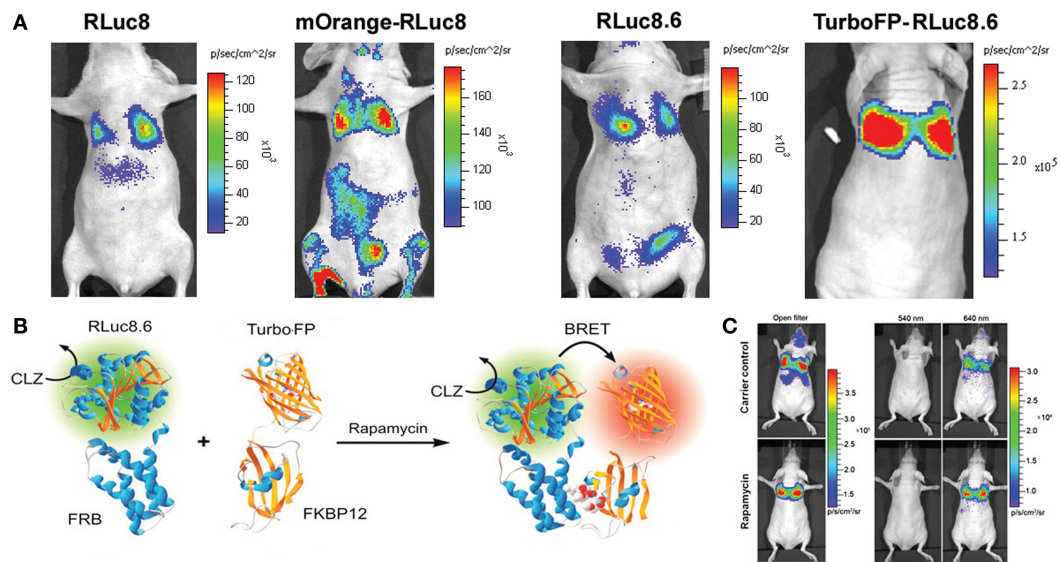 A
RLuc8
mOrange-RLuc8
RLuc8.6
TurboFP-RLuc8.6
p/sec/cm^2/sr
120
100
80
60
40
20
x10³
p/sec/cm^2/sr
160
140
120
100
x10³
p/sec/cm^2/sr
100
80
60
40
20
x10³
p/sec/cm^2/sr
2.5
2.0
1.5
x10⁵
B
RLuc8.6
Turbo·FP
BRET
CLZ
CLZ
+
Rapamycin
FRB
FKBP12
C
Open filter
540 nm
640 nm
Carrier control
Rapamycin
3.5
3.0
2.5
2.0
1.5
x10⁵
p/s/cm²/sr
3.0
2.5
2.0
1.5
p/s/cm²/sr